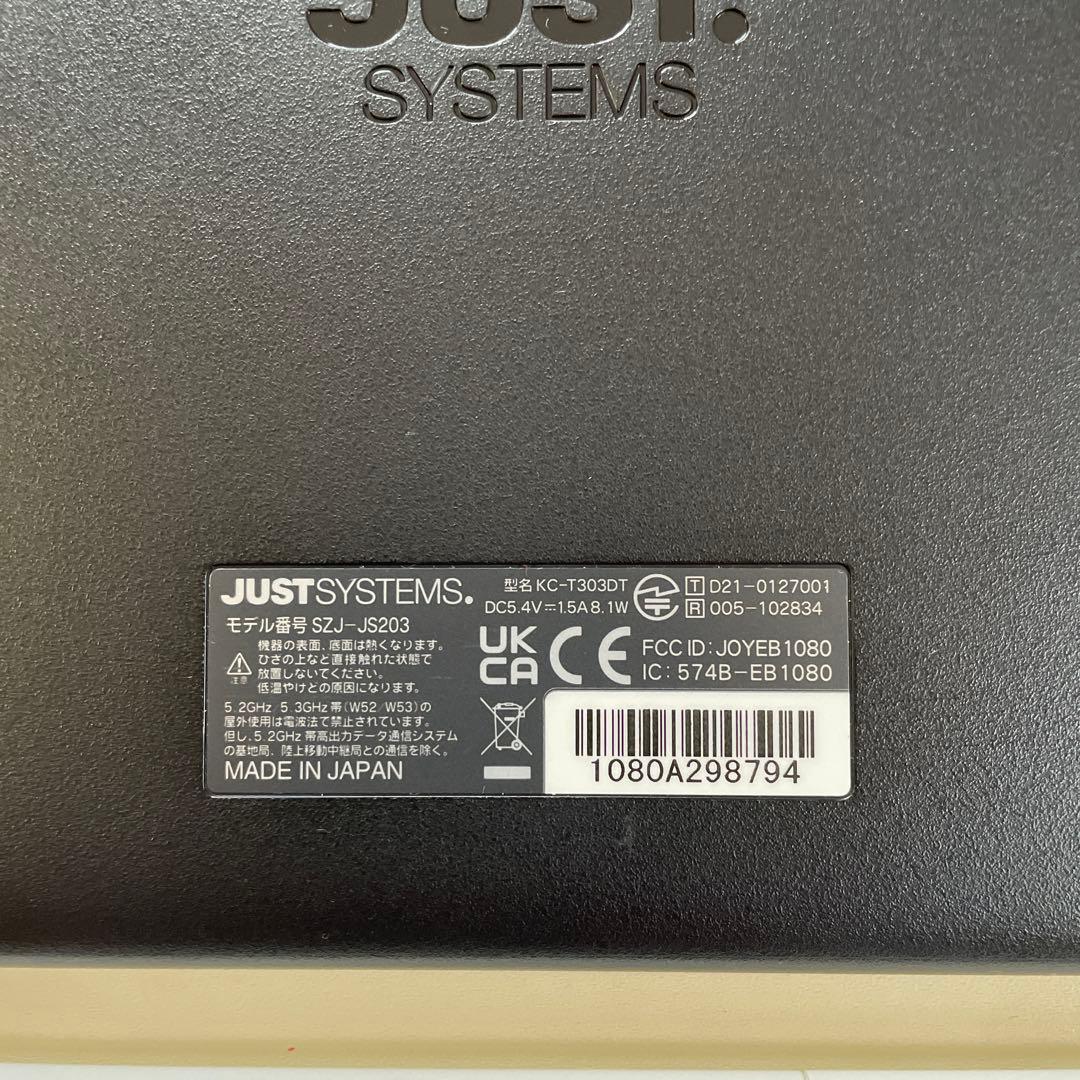 JUST.
SYSTEMS
JUSTSYSTEMS.
型名 KC-T303DT
DC5.4V⎓1.5A 8.1W
T D21-0127001
R 005-102834
モデル番号 SZJ-JS203
注意
機器の表面、底面は熱くなります。
ひざの上など直接触れた状態で
放置しないでください。
低温やけどの原因になります。
UK
CA
CE
FCC ID: JOYEB1080
IC: 574B-EB1080
5.2GHz/5.3GHz帯(W52/W53)の
屋外使用は電波法で禁止されています。
但し、5.2GHz帯高出力データ通信システム
の基地局、陸上移動中継局との通信を除く。
MADE IN JAPAN
1080A298794